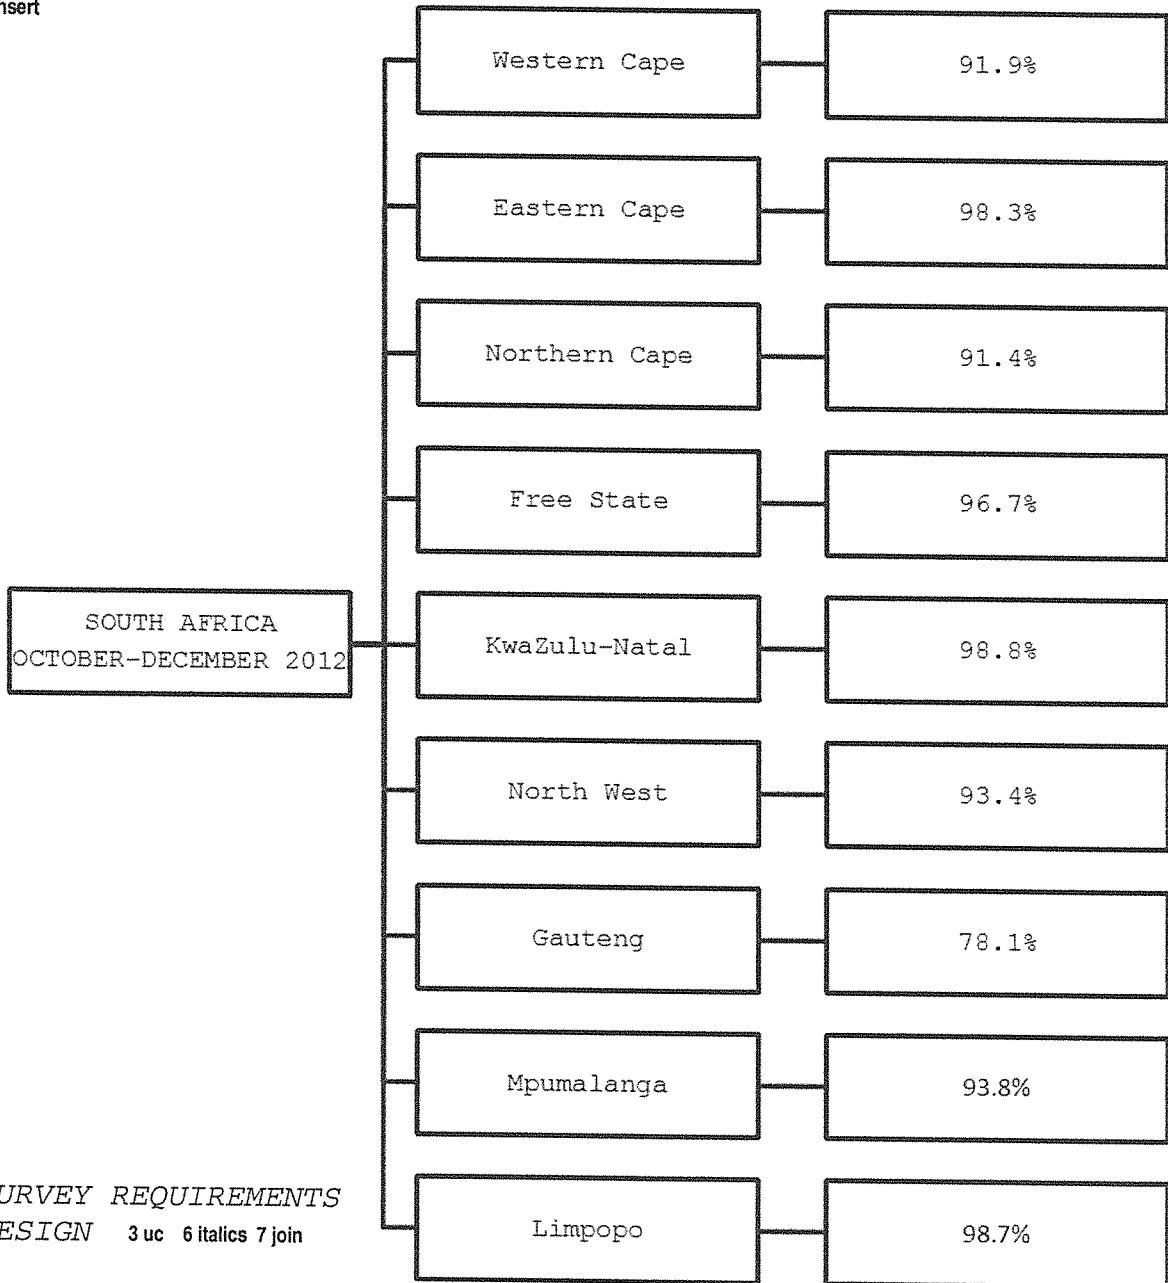 nsert
Western Cape 91.9%
Eastern Cape 98.3%
Northern Cape 91.4%
Free State 96.7%
SOUTH AFRICA
OCTOBER-DECEMBER 2012
KwaZulu-Natal 98.8%
North West 93.4%
Gauteng 78.1%
Mpumalanga 93.8%
Limpopo 98.7%
URVEY REQUIREMENTS
ESIGN 3 uc 6 italics 7 join